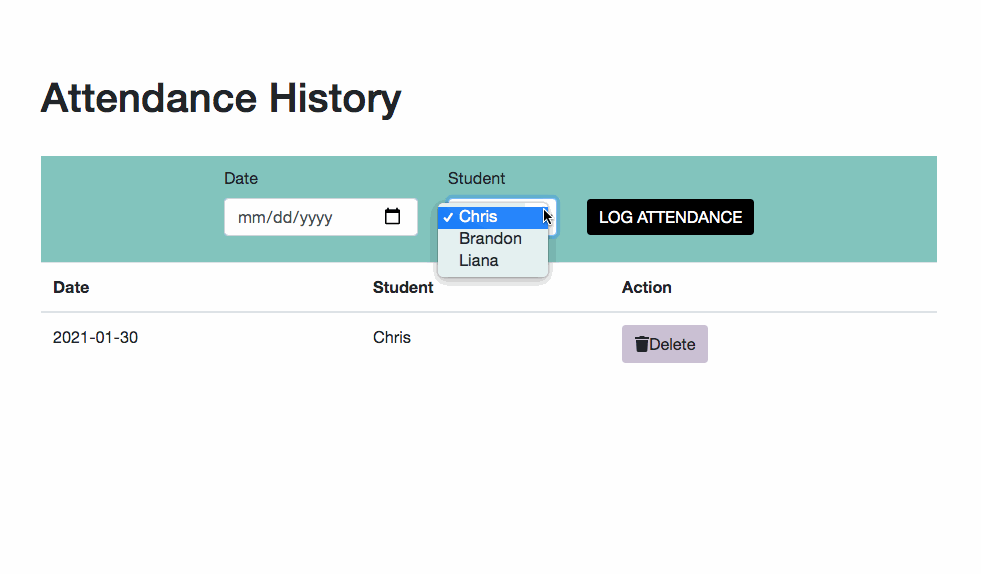 Attendance History
Date Student
mm/dd/yyyy ✓ Chris LOG ATTENDANCE
Brandon
Liana
Date Student Action
2021-01-30 Chris Delete